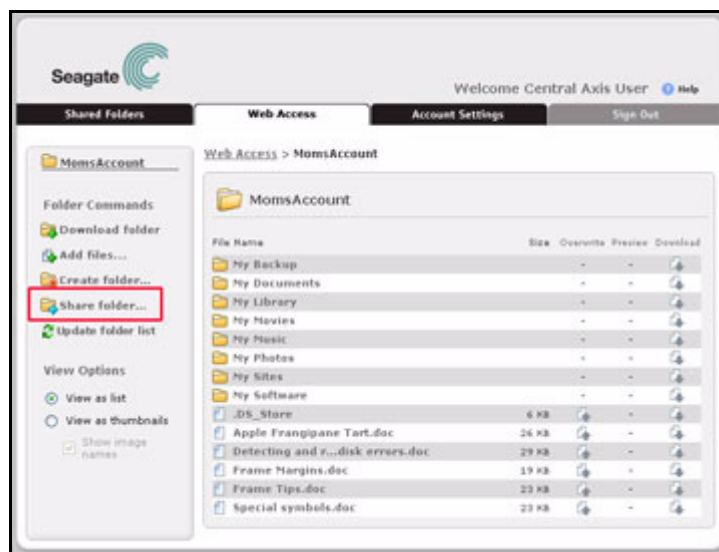 Seagate
Welcome Central Axis User Help
Shared Folders Web Access Account Settings Sign Out
MomsAccount
Folder Commands
Download folder
Add files...
Create folder...
Share folder...
Update folder list
View Options
View as list
View as thumbnails
Show image
names
Web Access > MomsAccount
MomsAccount
File Name Size Overwrite Preview Download
My Backup - -
My Documents - -
My Library - -
My Movies - -
My Music - -
My Photos - -
My Sites - -
My Software - -
.DS_Store 6 KB -
Apple Frangipane Tart.doc 26 KB -
Detecting and r...disk errors.doc 29 KB -
Frame Margins.doc 19 KB -
Frame Tips.doc 23 KB -
Special symbols.doc 23 KB -